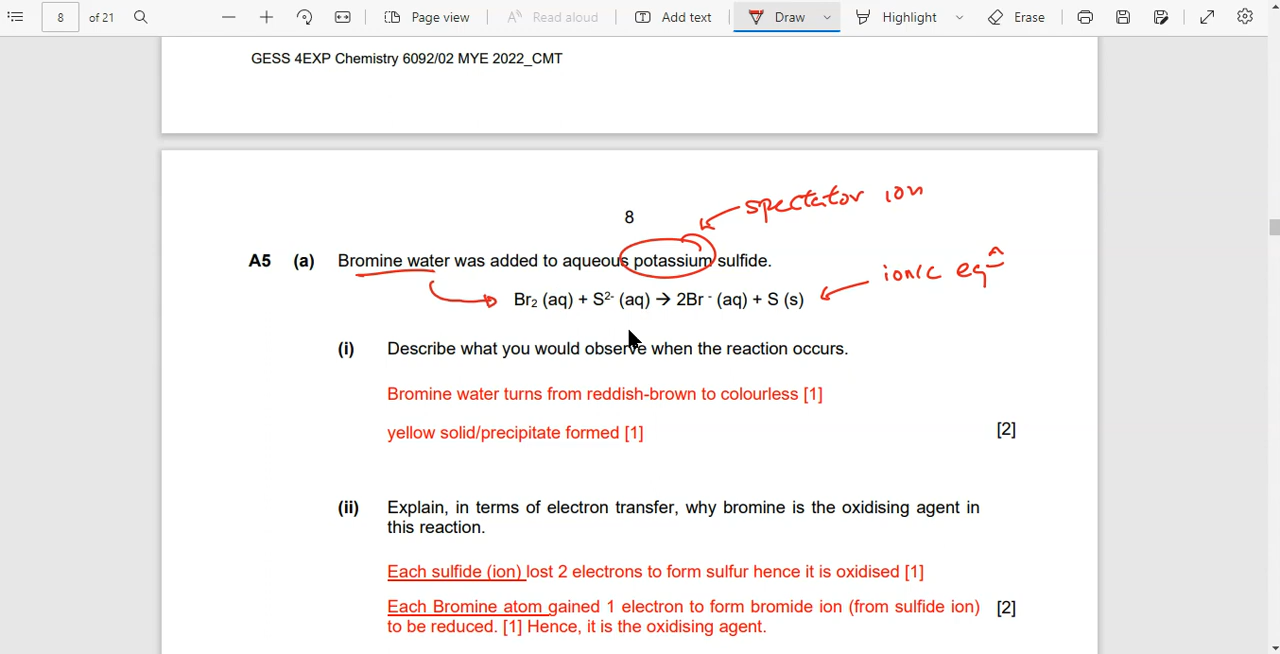 8 of 21 Page view Read aloud Add text Draw Highlight Erase
GESS 4EXP Chemistry 6092/02 MYE 2022_CMT
spectator ion
8
A5 (a) Bromine water was added to aqueous potassium sulfide.
ionic eq^n
Br₂ (aq) + S²⁻ (aq) → 2Br⁻ (aq) + S (s)
(i) Describe what you would observe when the reaction occurs.
Bromine water turns from reddish-brown to colourless [1]
yellow solid/precipitate formed [1] [2]
(ii) Explain, in terms of electron transfer, why bromine is the oxidising agent in
this reaction.
Each sulfide (ion) lost 2 electrons to form sulfur hence it is oxidised [1]
Each Bromine atom gained 1 electron to form bromide ion (from sulfide ion) [2]
to be reduced. [1] Hence, it is the oxidising agent.